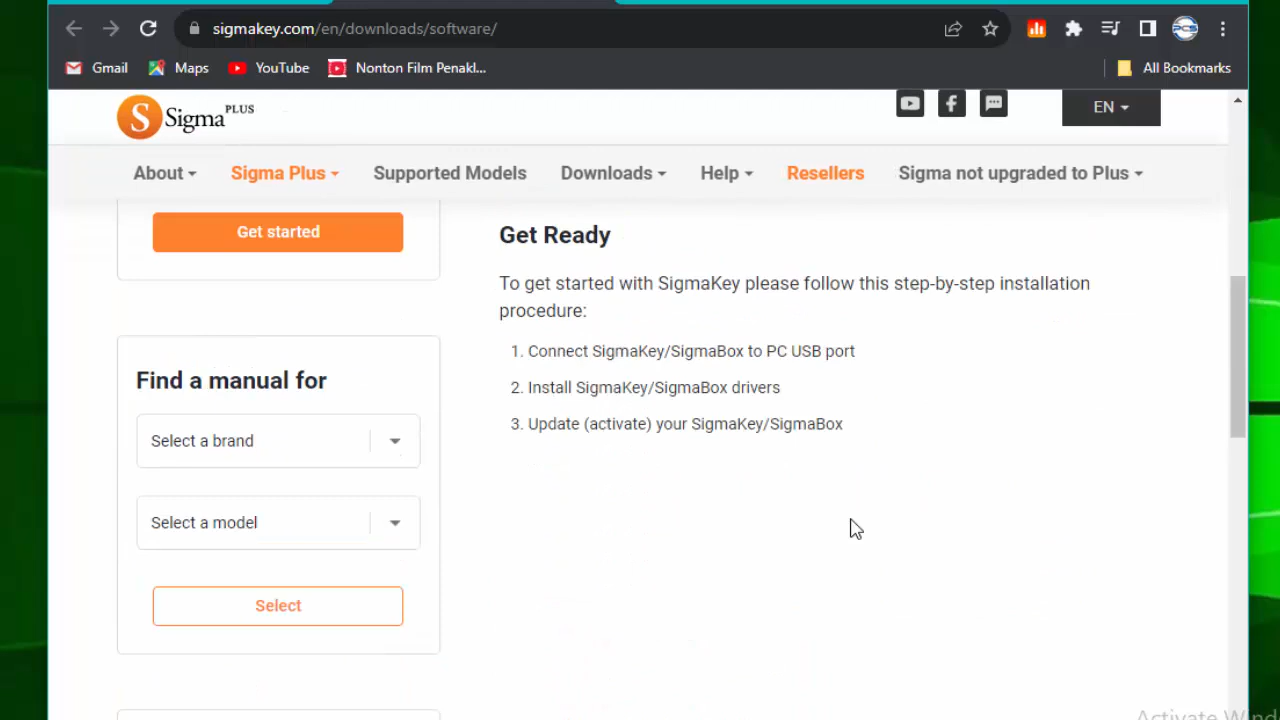 sigmakey.com/en/downloads/software/
Gmail Maps YouTube Nonton Film Penakl... All Bookmarks
S Sigma PLUS EN
About Sigma Plus Supported Models Downloads Help Resellers Sigma not upgraded to Plus
Get started
Get Ready
To get started with SigmaKey please follow this step-by-step installation
procedure:
1. Connect SigmaKey/SigmaBox to PC USB port
2. Install SigmaKey/SigmaBox drivers
3. Update (activate) your SigmaKey/SigmaBox
Find a manual for
Select a brand
Select a model
Select
Activate Wind